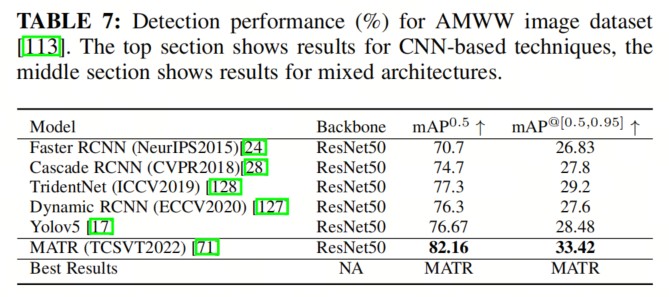 TABLE 7: Detection performance (%) for AMWW image dataset
[113]. The top section shows results for CNN-based techniques, the
middle section shows results for mixed architectures.
Model Backbone mAP^0.5 ↑ mAP^@[0.5,0.95] ↑
Faster RCNN (NeurIPS2015)[24] ResNet50 70.7 26.83
Cascade RCNN (CVPR2018)[28] ResNet50 74.7 27.8
TridentNet (ICCV2019) [128] ResNet50 77.3 29.2
Dynamic RCNN (ECCV2020) [127] ResNet50 76.3 27.6
Yolov5 [17] ResNet50 76.67 28.48
MATR (TCSVT2022) [71] ResNet50 82.16 33.42
Best Results NA MATR MATR